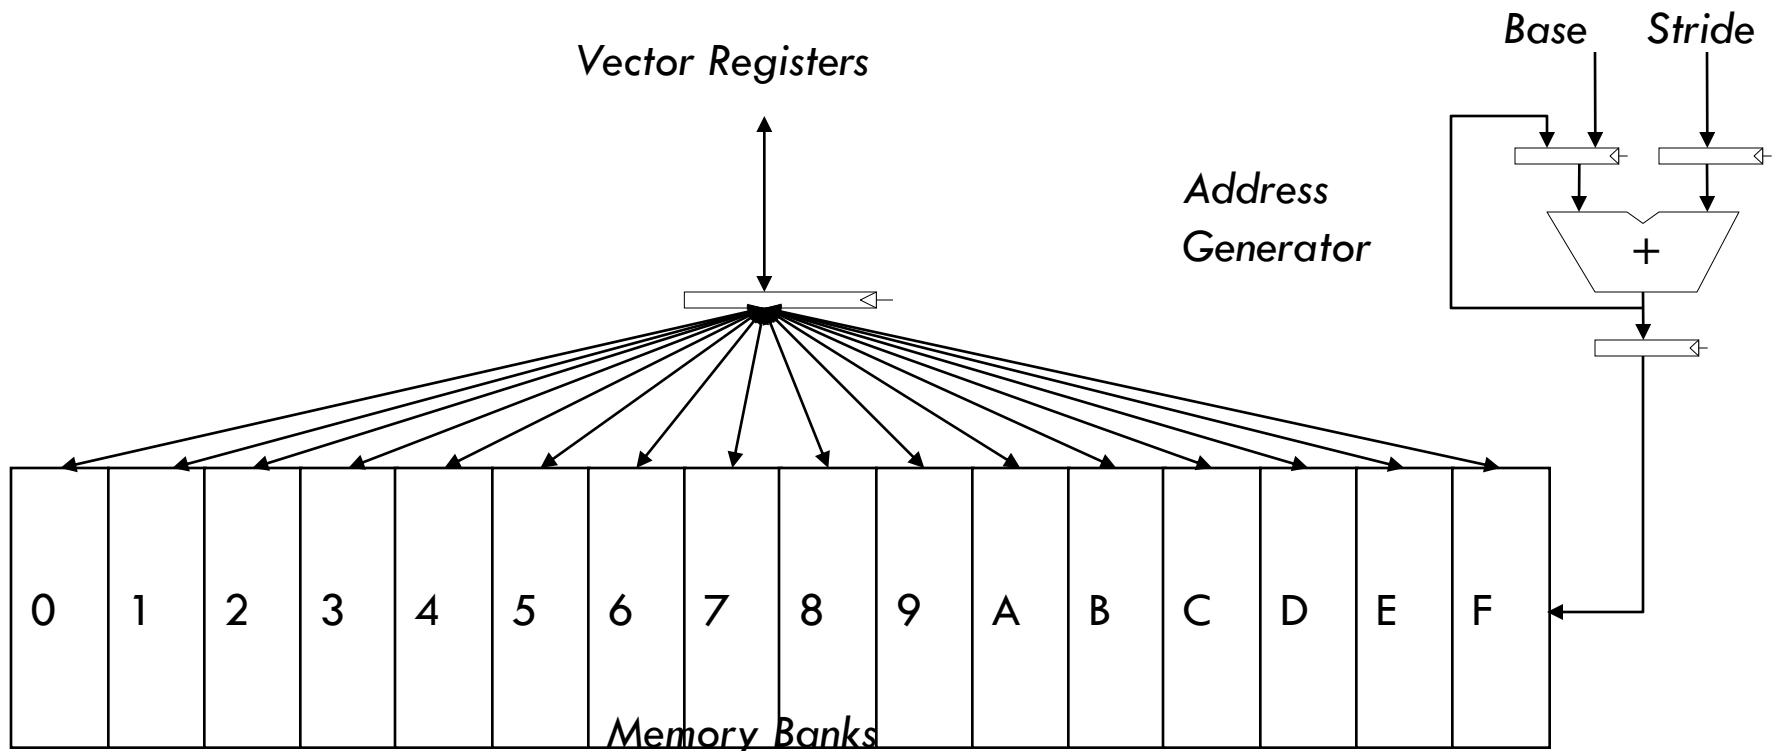 Base Stride
Vector Registers
Address
Generator
+
0 1 2 3 4 5 6 7 8 9 A B C D E F
Memory Banks